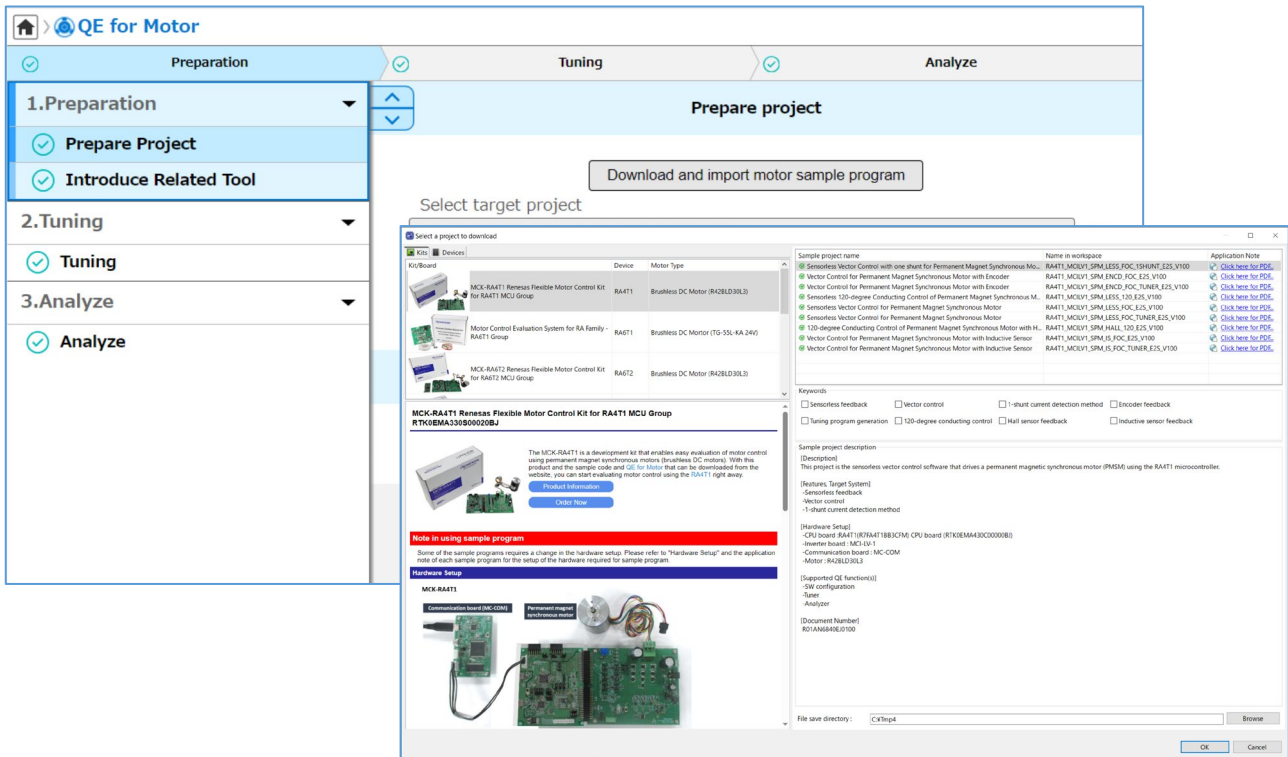 QE for Motor
Preparation
Tuning
Analyze
1.Preparation
Prepare Project
Introduce Related Tool
2.Tuning
Tuning
3.Analyze
Analyze
Prepare project
Download and import motor sample program
Select target project
Select a project to download
Kits
Devices
Kit/Board
Device
Motor Type
MCK-RA4T1 Renesas Flexible Motor Control Kit
for RA4T1 MCU Group
RA4T1
Brushless DC Motor (R42BLD30L3)
Motor Control Evaluation System for RA Family -
RA6T1 Group
RA6T1
Brushless DC Mortor (TG-55L-KA 24V)
MCK-RA6T2 Renesas Flexible Motor Control Kit
for RA6T2 MCU Group
RA6T2
Brushless DC Motor (R42BLD30L3)
MCK-RA4T1 Renesas Flexible Motor Control Kit for RA4T1 MCU Group
RTK0EMA330S00020BJ
The MCK-RA4T1 is a development kit that enables easy evaluation of motor control
using permanent magnet synchronous motors (brushless DC motors). With this
product and the sample code and QE for Motor that can be downloaded from the
website, you can start evaluating motor control using the RA4T1 right away.
Product Information
Order Now
Note in using sample program
Some of the sample programs requires a change in the hardware setup. Please refer to "Hardware Setup" and the application
note of each sample program for the setup of the hardware required for sample program.
Hardware Setup
MCK-RA4T1
Communication board (MC-COM)
Permanent magnet
synchronous motor
Sample project name
Name in workspace
Application Note
Sensorless Vector Control with one shunt for Permanent Magnet Synchronous Mo... RA4T1_MCILV1_SPM_LESS_FOC_1SHUNT_E2S_V100 Click here for PDF..
Vector Control for Permanent Magnet Synchronous Motor with Encoder RA4T1_MCILV1_SPM_ENCD_FOC_E2S_V100 Click here for PDF..
Vector Control for Permanent Magnet Synchronous Motor with Encoder RA4T1_MCILV1_SPM_ENCD_FOC_TUNER_E2S_V100 Click here for PDF..
Sensorless 120-degree Conducting Control of Permanent Magnet Synchronous M... RA4T1_MCILV1_SPM_LESS_120_E2S_V100 Click here for PDF..
Sensorless Vector Control for Permanent Magnet Synchronous Motor RA4T1_MCILV1_SPM_LESS_FOC_E2S_V100 Click here for PDF..
Sensorless Vector Control for Permanent Magnet Synchronous Motor RA4T1_MCILV1_SPM_LESS_FOC_TUNER_E2S_V100 Click here for PDF..
120-degree Conducting Control of Permanent Magnet Synchronous Motor with H... RA4T1_MCILV1_SPM_HALL_120_E2S_V100 Click here for PDF..
Vector Control for Permanent Magnet Synchronous Motor with Inductive Sensor RA4T1_MCILV1_SPM_IS_FOC_E2S_V100 Click here for PDF..
Vector Control for Permanent Magnet Synchronous Motor with Inductive Sensor RA4T1_MCILV1_SPM_IS_FOC_TUNER_E2S_V100 Click here for PDF..
Keywords
Sensorless feedback
Vector control
1-shunt current detection method
Encoder feedback
Tuning program generation
120-degree conducting control
Hall sensor feedback
Inductive sensor feedback
Sample project description
[Description]
This project is the sensorless vector control software that drives a permanent magnetic synchronous motor (PMSM) using the RA4T1 microcontroller.
[Features, Target System]
-Sensorless feedback
-Vector control
-1-shunt current detection method
[Hardware Setup]
-CPU board :RA4T1(R7FA4T1BB3CFM) CPU board (RTK0EMA430C00000BJ)
-Inverter board : MCI-LV-1
-Communication board : MC-COM
-Motor : R42BLD30L3
[Supported QE function(s)]
-SW configuration
-Tuner
-Analyzer
[Document Number]
R01AN6840EJ0100
File save directory :
C:¥Tmp4
Browse
OK
Cancel